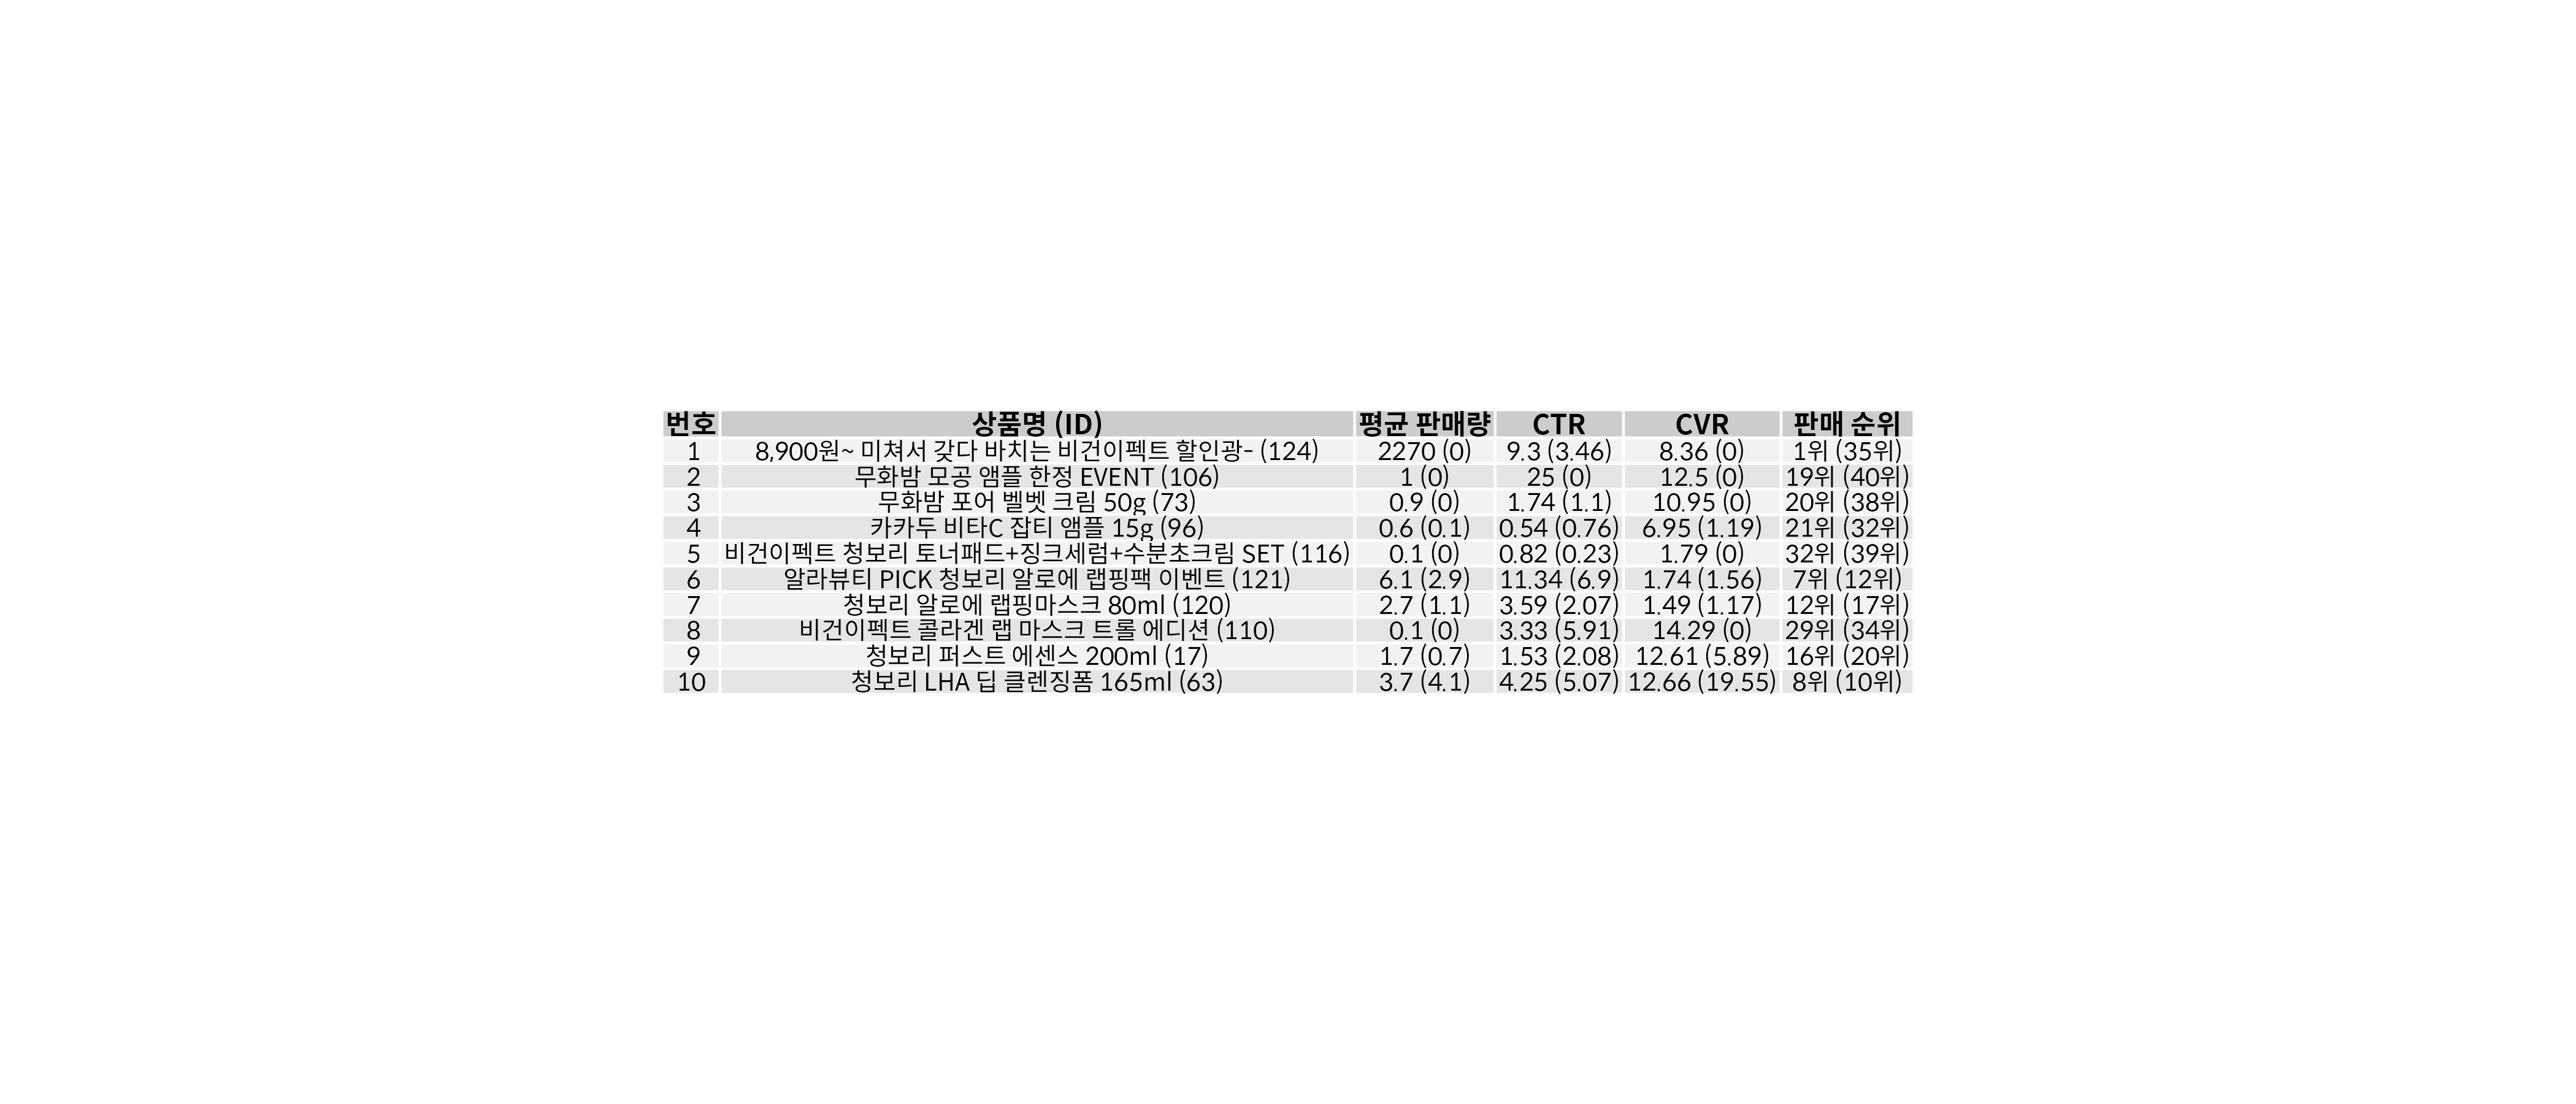 번호 상품명 (ID) 평균 판매량 CTR CVR 판매 순위
1 8,900원~ 미쳐서 갖다 바치는 비건이펙트 할인광- (124) 2270 (0) 9.3 (3.46) 8.36 (0) 1위 (35위)
2 무화밤 모공 앰플 한정 EVENT (106) 1 (0) 25 (0) 12.5 (0) 19위 (40위)
3 무화밤 포어 벨벳 크림 50g (73) 0.9 (0) 1.74 (1.1) 10.95 (0) 20위 (38위)
4 카카두 비타C 잡티 앰플 15g (96) 0.6 (0.1) 0.54 (0.76) 6.95 (1.19) 21위 (32위)
5 비건이펙트 청보리 토너패드+징크세럼+수분초크림 SET (116) 0.1 (0) 0.82 (0.23) 1.79 (0) 32위 (39위)
6 알라뷰티 PICK 청보리 알로에 랩핑팩 이벤트 (121) 6.1 (2.9) 11.34 (6.9) 1.74 (1.56) 7위 (12위)
7 청보리 알로에 랩핑마스크 80ml (120) 2.7 (1.1) 3.59 (2.07) 1.49 (1.17) 12위 (17위)
8 비건이펙트 콜라겐 랩 마스크 트롤 에디션 (110) 0.1 (0) 3.33 (5.91) 14.29 (0) 29위 (34위)
9 청보리 퍼스트 에센스 200ml (17) 1.7 (0.7) 1.53 (2.08) 12.61 (5.89) 16위 (20위)
10 청보리 LHA 딥 클렌징폼 165ml (63) 3.7 (4.1) 4.25 (5.07) 12.66 (19.55) 8위 (10위)